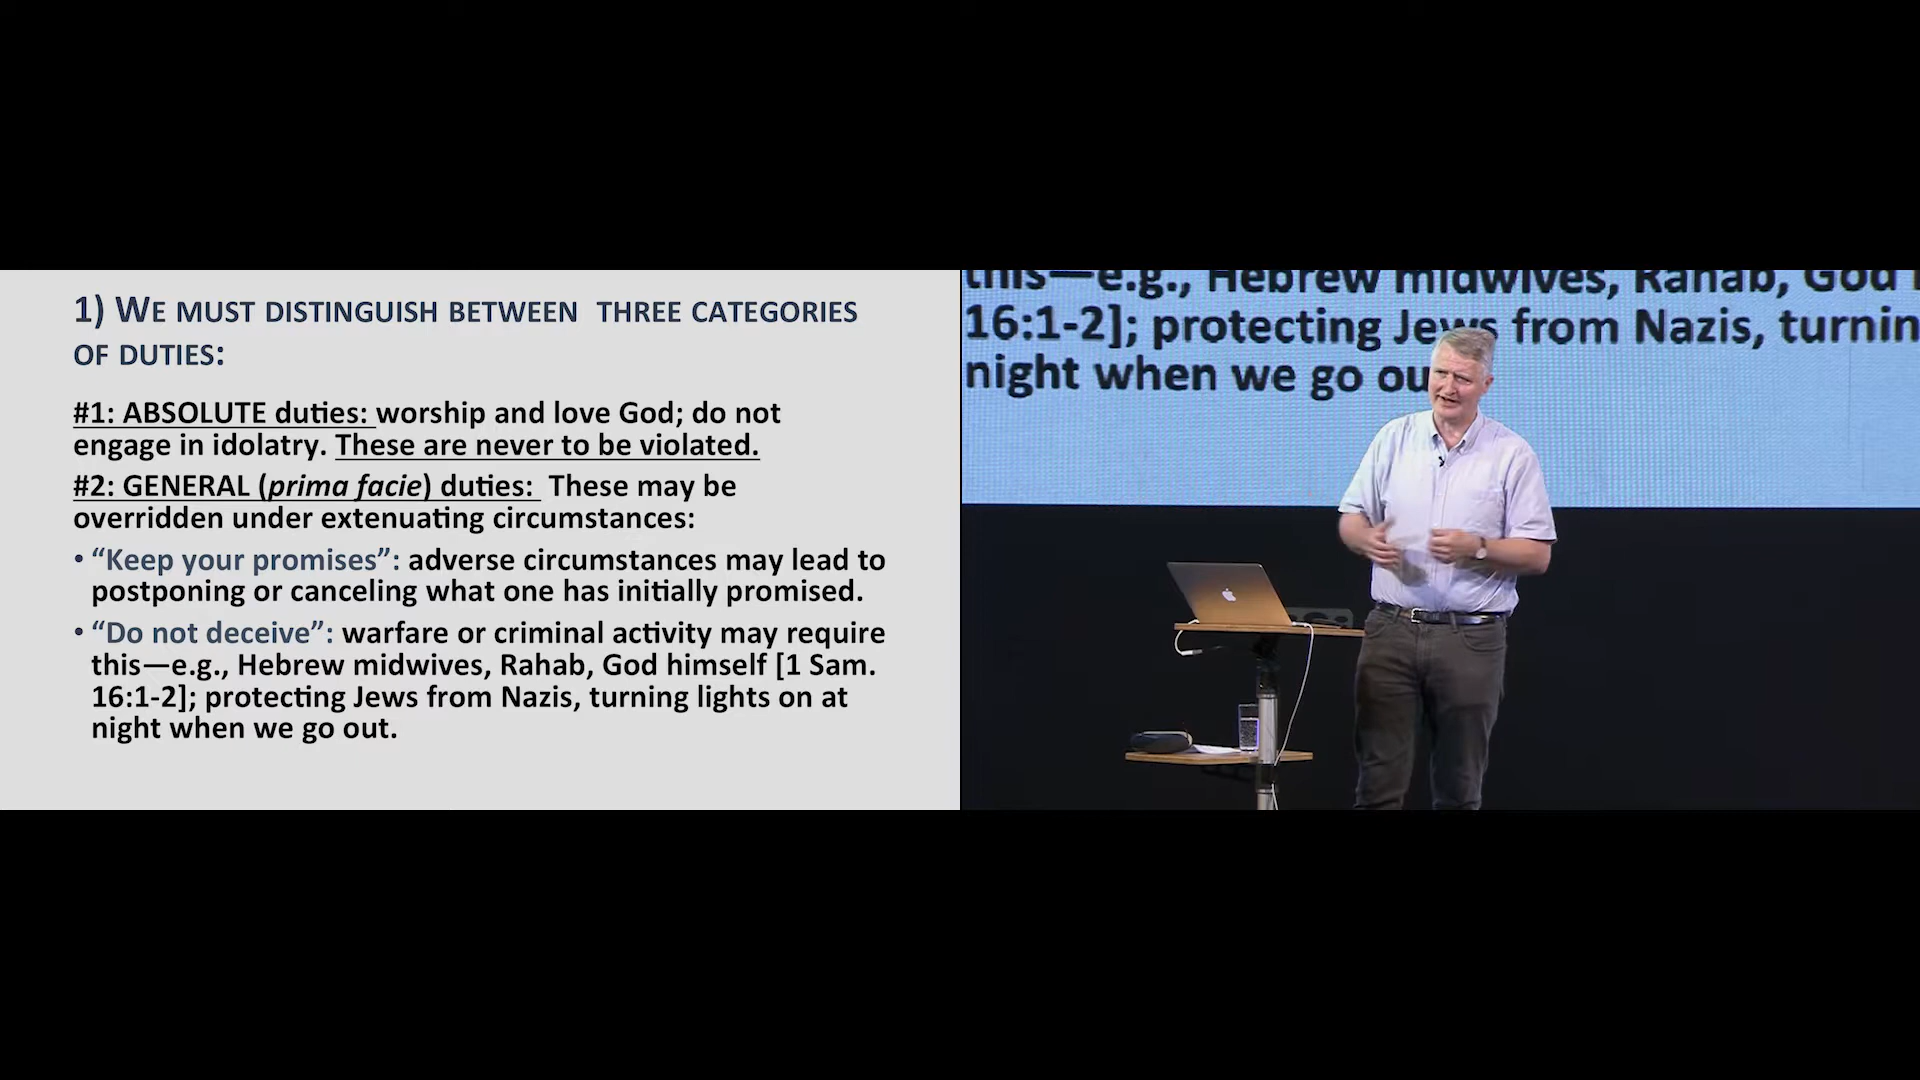 1) WE MUST DISTINGUISH BETWEEN THREE CATEGORIES
OF DUTIES:
#1: ABSOLUTE duties: worship and love God; do not
engage in idolatry. These are never to be violated.
#2: GENERAL (prima facie) duties: These may be
overridden under extenuating circumstances:
• “Keep your promises”: adverse circumstances may lead to
postponing or canceling what one has initially promised.
• “Do not deceive”: warfare or criminal activity may require
this—e.g., Hebrew midwives, Rahab, God himself [1 Sam.
16:1-2]; protecting Jews from Nazis, turning lights on at
night when we go out.
this—e.g., Hebrew midwives, Rahab, God
16:1-2]; protecting Jews from Nazis, turnin
night when we go ou